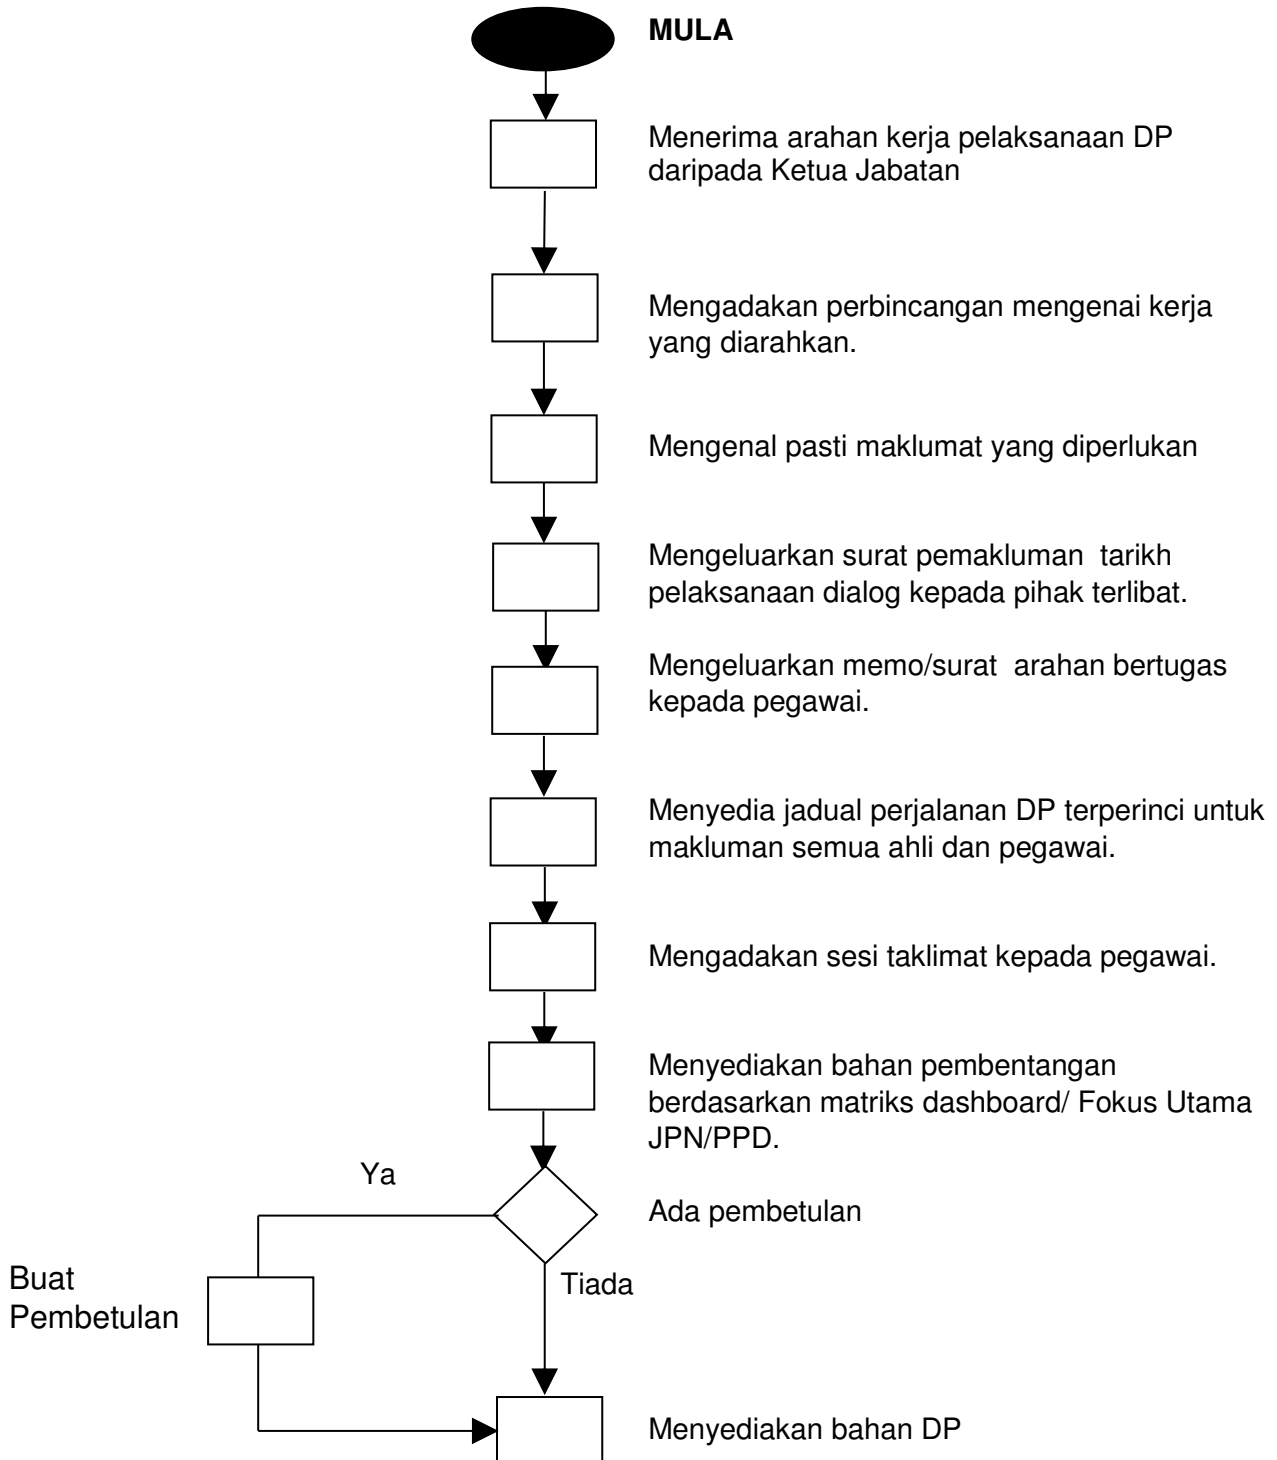 MULA
Menerima arahan kerja pelaksanaan DP
daripada Ketua Jabatan
Mengadakan perbincangan mengenai kerja
yang diarahkan.
Mengenal pasti maklumat yang diperlukan
Mengeluarkan surat pemakluman  tarikh
pelaksanaan dialog kepada pihak terlibat.
Mengeluarkan memo/surat  arahan bertugas
kepada pegawai.
Menyedia jadual perjalanan DP terperinci untuk
makluman semua ahli dan pegawai.
Mengadakan sesi taklimat kepada pegawai.
Menyediakan bahan pembentangan
berdasarkan matriks dashboard/ Fokus Utama
JPN/PPD.
Ya
Ada pembetulan
Tiada
Buat
Pembetulan
Menyediakan bahan DP